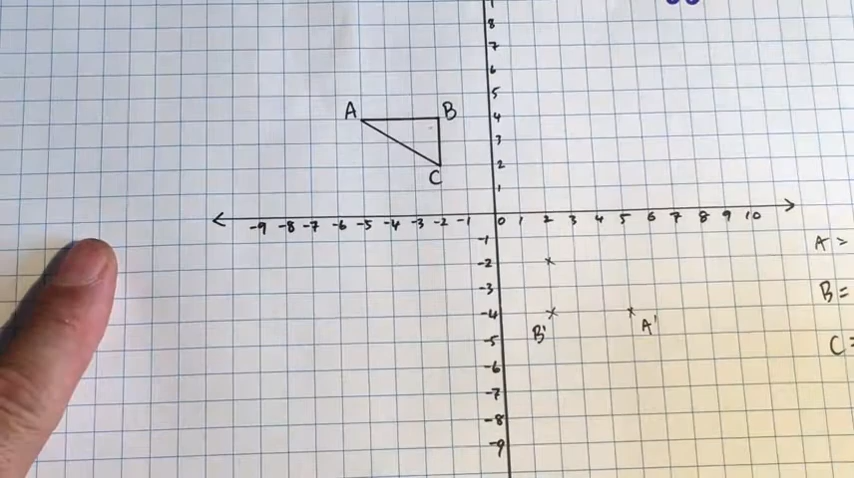 8
7
6
5
A B 4
3
C 2
1
-9 -8 -7 -6 -5 -4 -3 -2 -1 0 1 2 3 4 5 6 7 8 9 10
-1
A =
-2
-3
B =
-4
B' A'
-5
C =
-6
-7
-8
-9